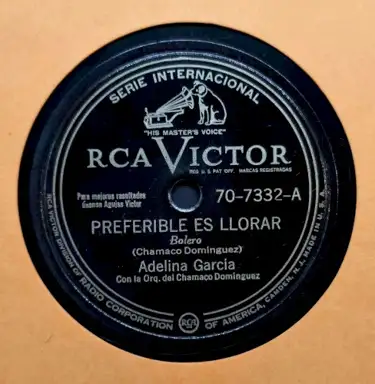 SERIE INTERNACIONAL
"HIS MASTER'S VOICE"
RCA VICTOR
REG. U. S. PAT. OFF. MARCAS REGISTRADAS
Para mejores resultados
Usense Agujas Victor
70-7332-A
PREFERIBLE ES LLORAR
Bolero
(Chamaco Dominguez)
Adelina Garcia
Con la Orq. del Chamaco Dominguez
RCA VICTOR DIVISION OF RADIO CORPORATION OF AMERICA, CAMDEN, N. J. MADE IN U. S. A.
RCA